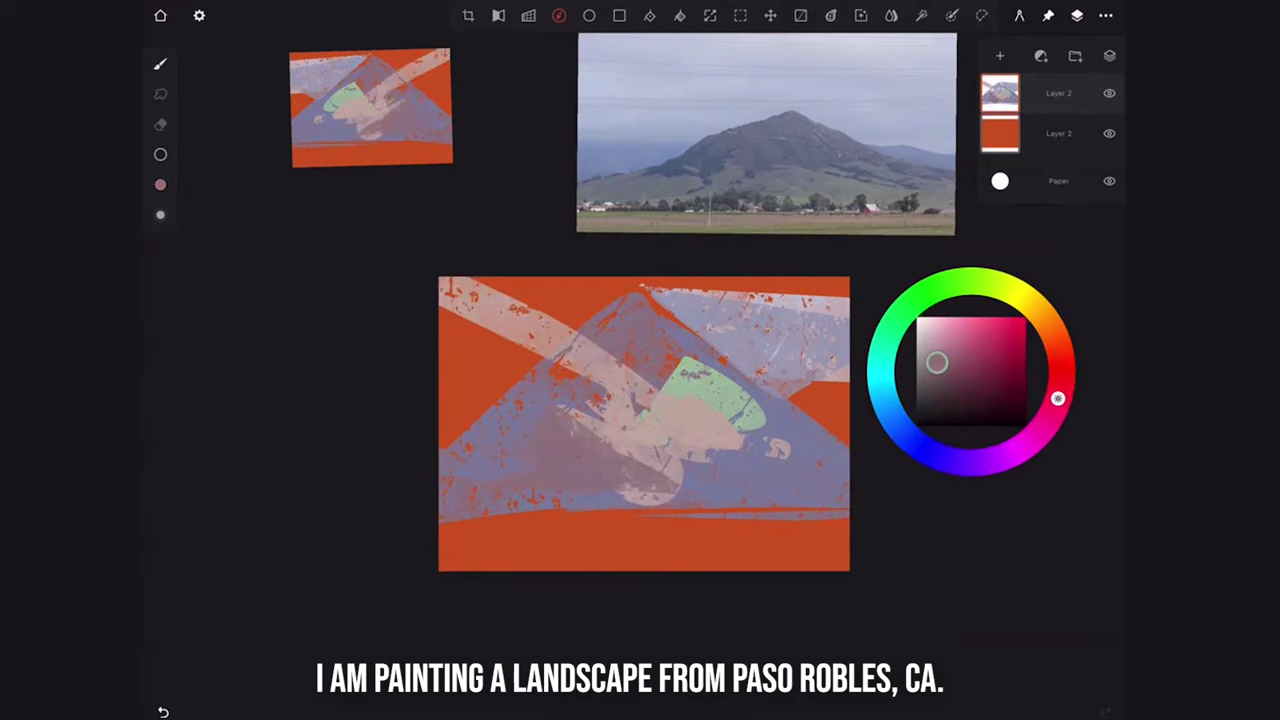 Layer 2
Layer 2
Paper
I AM PAINTING A LANDSCAPE FROM PASO ROBLES, CA.